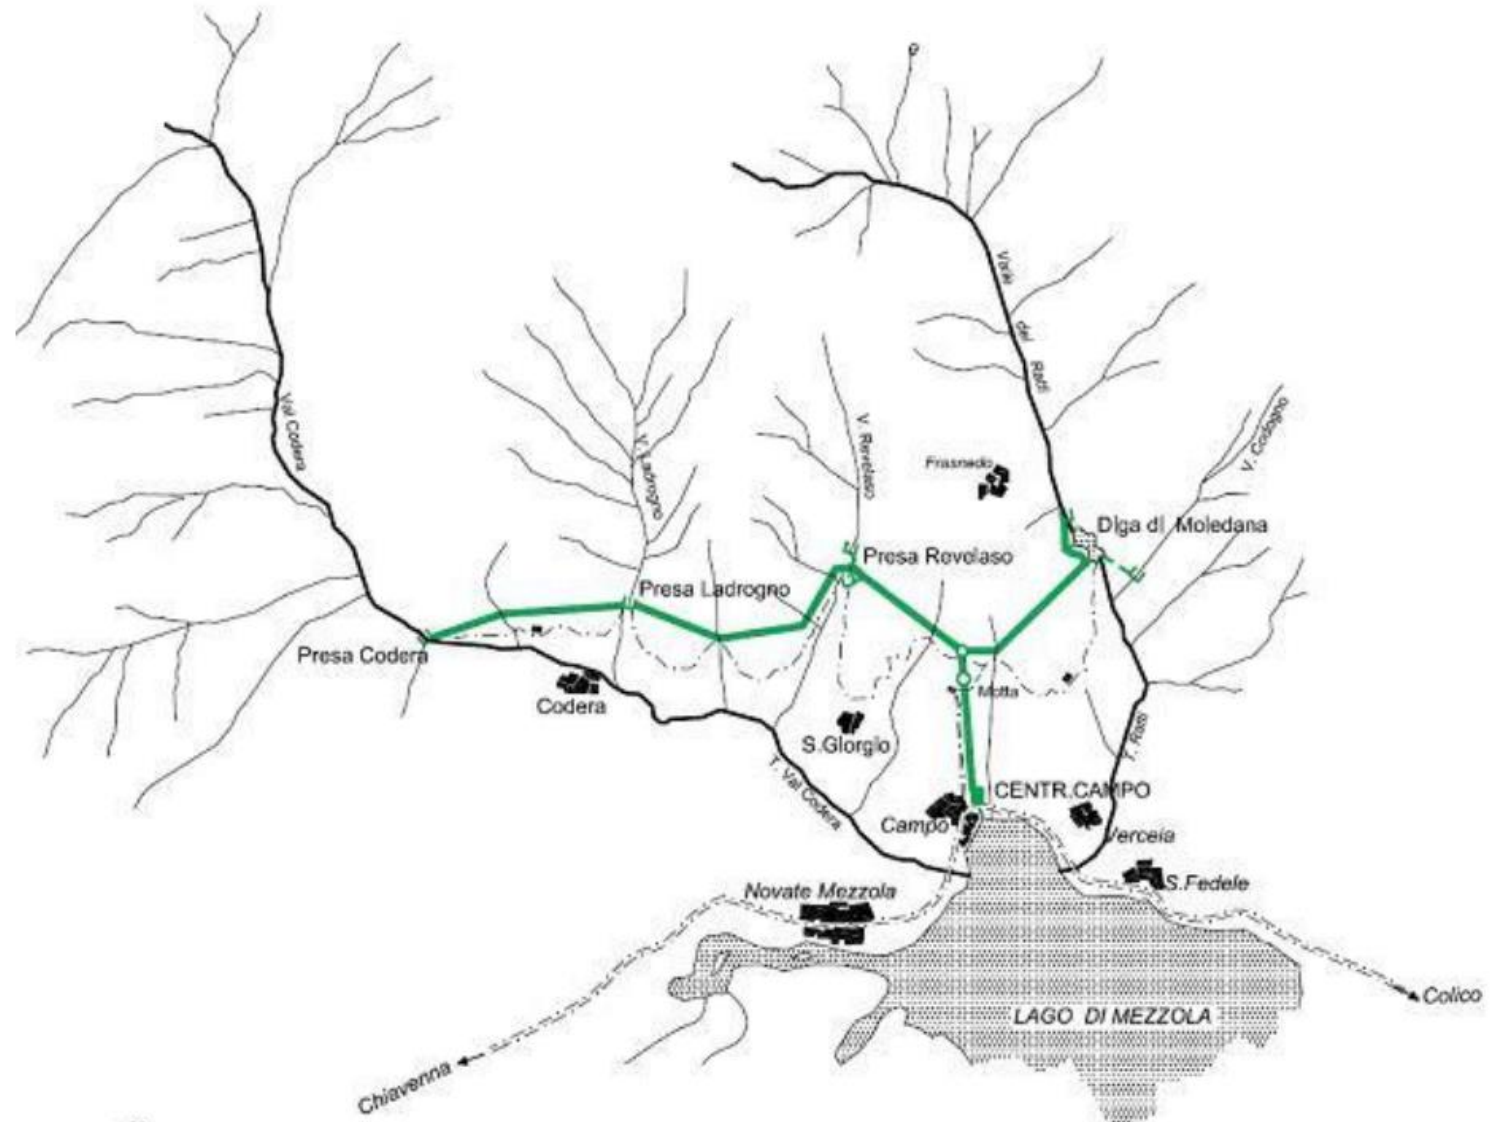 Valle
dei
Ratti
Val Codera
V. Ladrogno
V. Revelaso
V. Codogno
Frasnedo
Diga di Moledana
Presa Revelaso
Presa Ladrogno
Presa Codera
Codera
Motta
S.Giorgio
T. Ratti
T. Val Codera
CENTR.CAMPO
Campo
Verceia
S.Fedele
Novate Mezzola
Colico
LAGO DI MEZZOLA
Chiavenna